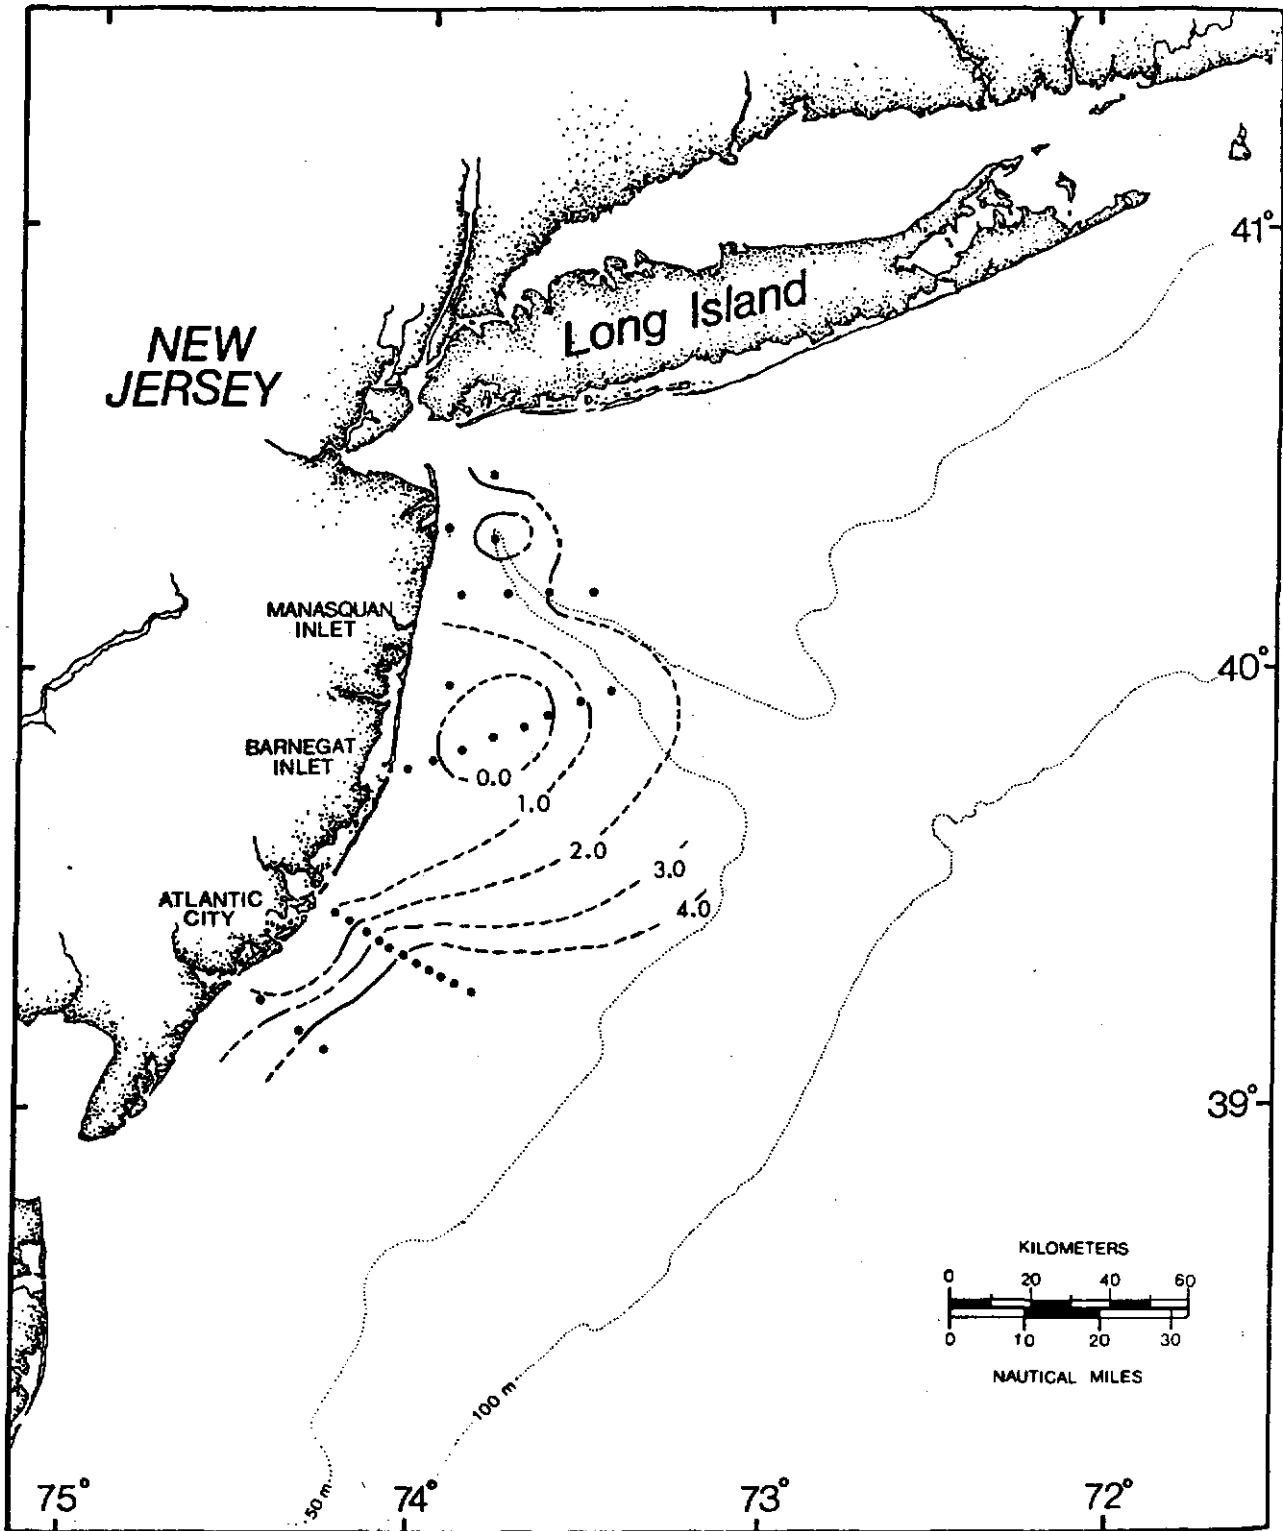 41°
Long Island
NEW
JERSEY
MANASQUAN
INLET
40°
BARNEGAT
INLET
0.0
1.0
2.0
3.0
ATLANTIC
CITY
4.0
39°
KILOMETERS
0 20 40 60
0 10 20 30
NAUTICAL MILES
100 m
50 m
75° 74° 73° 72°